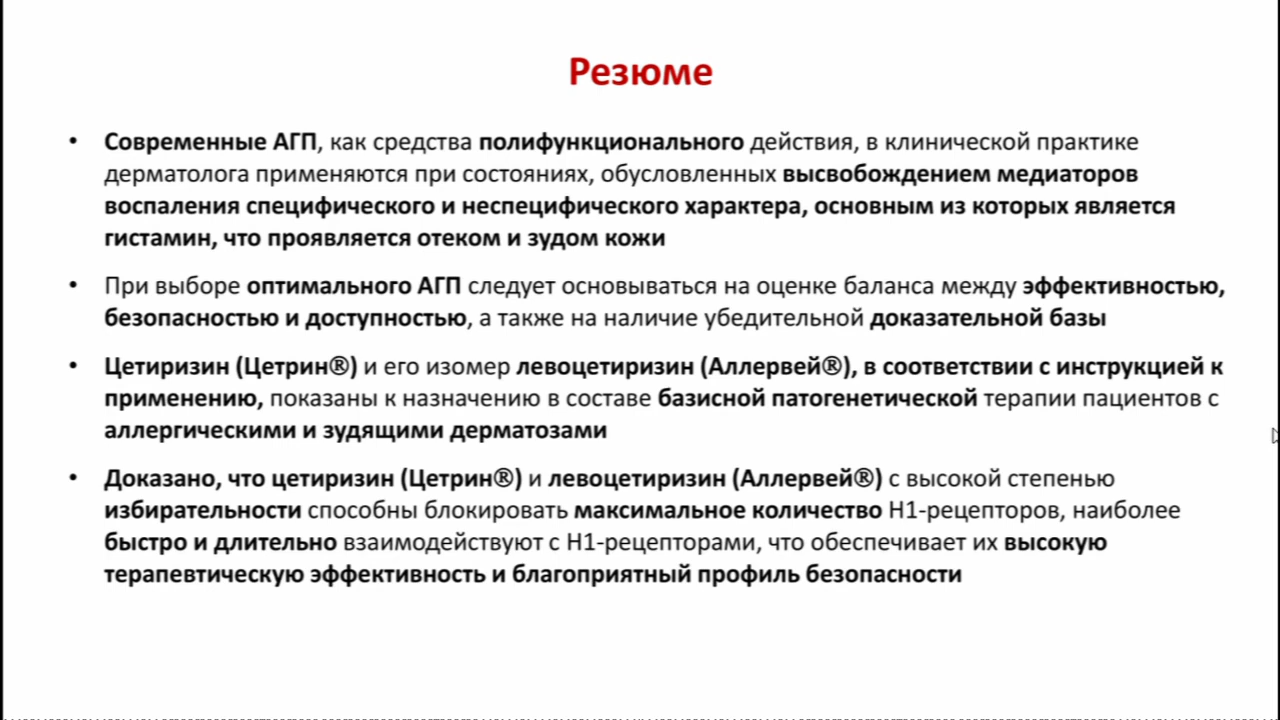 Резюме
• Современные АГП, как средства полифункционального действия, в клинической практике
дерматолога применяются при состояниях, обусловленных высвобождением медиаторов
воспаления специфического и неспецифического характера, основным из которых является
гистамин, что проявляется отеком и зудом кожи
• При выборе оптимального АГП следует основываться на оценке баланса между эффективностью,
безопасностью и доступностью, а также на наличие убедительной доказательной базы
• Цетиризин (Цетрин®) и его изомер левоцетиризин (Аллервей®), в соответствии с инструкцией к
применению, показаны к назначению в составе базисной патогенетической терапии пациентов с
аллергическими и зудящими дерматозами
• Доказано, что цетиризин (Цетрин®) и левоцетиризин (Аллервей®) с высокой степенью
избирательности способны блокировать максимальное количество Н1-рецепторов, наиболее
быстро и длительно взаимодействуют с Н1-рецепторами, что обеспечивает их высокую
терапевтическую эффективность и благоприятный профиль безопасности